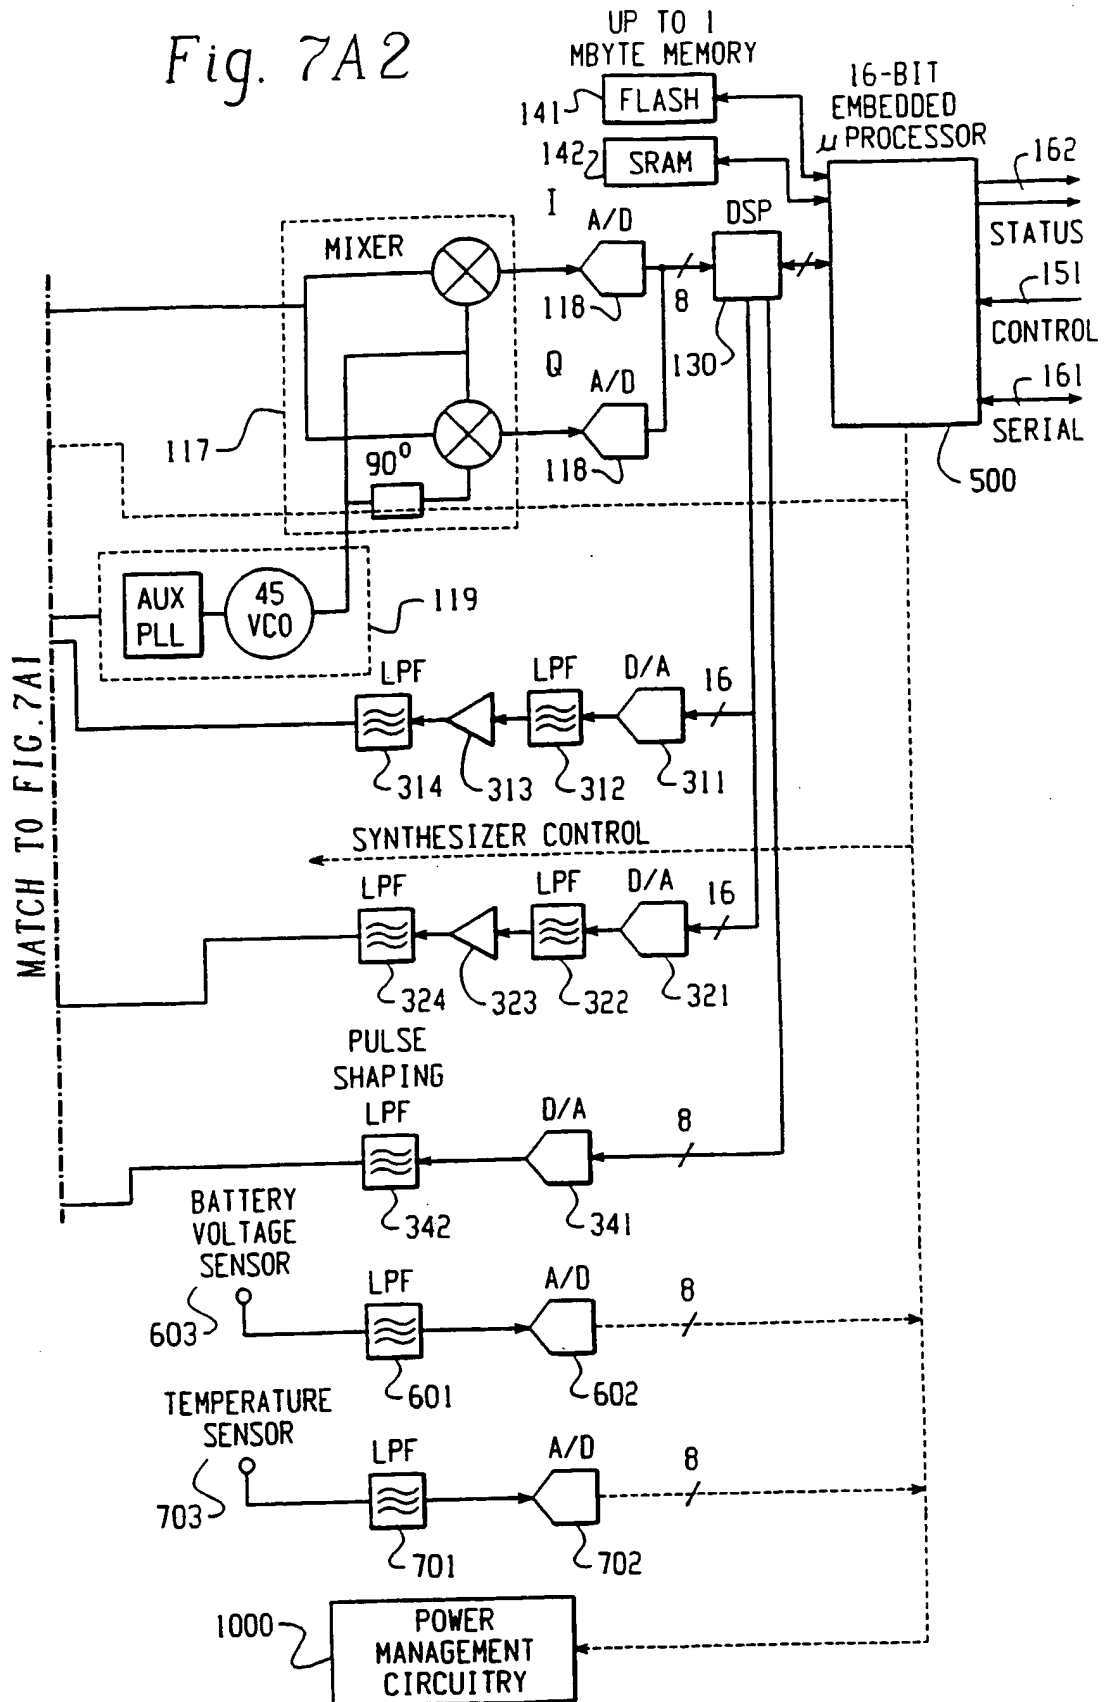 Fig. 7A2
UP TO 1
MBYTE MEMORY
141
FLASH
142
SRAM
16-BIT
EMBEDDED
μ PROCESSOR
162
STATUS
151
CONTROL
161
SERIAL
500
I
A/D
118
8
DSP
130
MIXER
Q
A/D
118
117
90°
AUX
PLL
45
VCO
119
MATCH TO FIG. 7A1
LPF
314
313
LPF
312
D/A
311
16
SYNTHESIZER CONTROL
LPF
324
323
LPF
322
D/A
321
16
PULSE
SHAPING
LPF
342
D/A
341
8
BATTERY
VOLTAGE
SENSOR
603
LPF
601
A/D
602
8
TEMPERATURE
SENSOR
703
LPF
701
A/D
702
8
1000
POWER
MANAGEMENT
CIRCUITRY